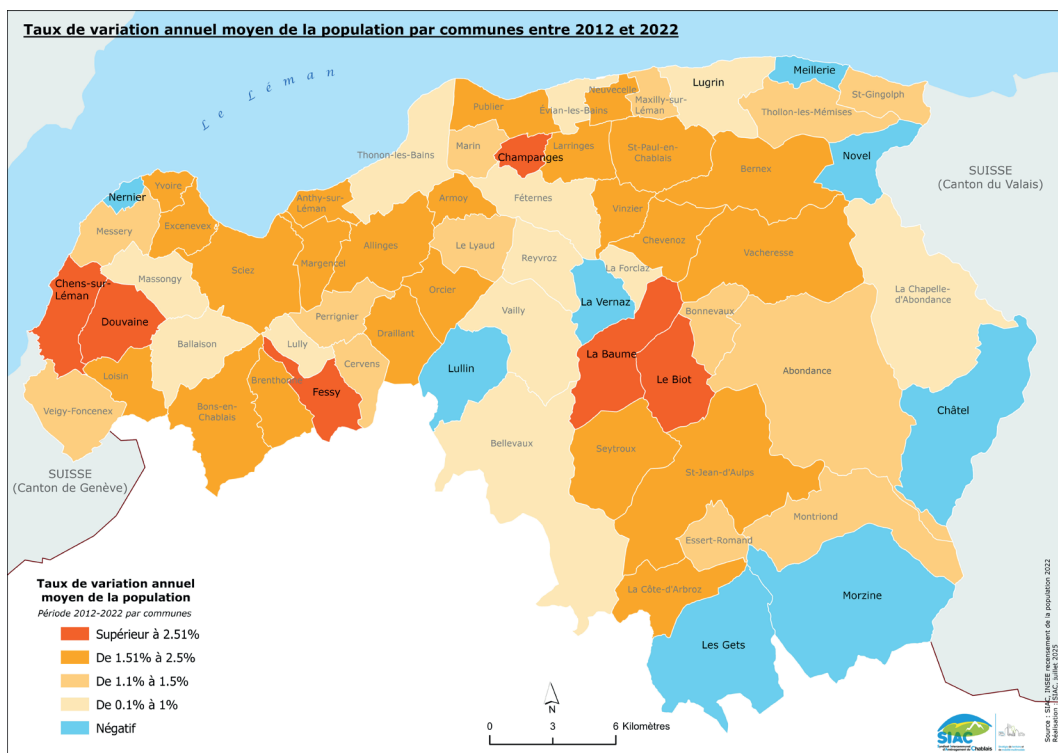 Taux de variation annuel moyen de la population par communes entre 2012 et 2022
Le Léman
Meillerie
Lugrin
St-Gingolph
Neuvecelle
Publier
Évian-les-Bains
Maxilly-sur-
Léman
Thollon-les-Mémises
Marin
Champanges
Larringes
St-Paul-en-
Chablais
Thonon-les-Bains
Novel
Bernex
SUISSE
(Canton du Valais)
Nernier
Yvoire
Anthy-sur-
Léman
Armoy
Féternes
Vinzier
Messery
Excenevex
Sciez
Margencel
Allinges
Le Lyaud
Reyvroz
Chevenoz
Vacheresse
Massongy
Chens-sur-
Léman
Orcier
La Forclaz
La Chapelle-
d'Abondance
Douvaine
Perrignier
Vailly
La Vernaz
Bonnevaux
Ballaison
Lully
Draillant
La Baume
Lullin
Cervens
Le Biot
Abondance
Loisin
Brenthonne
Fessy
Bons-en-
Chablais
Veigy-Foncenex
Châtel
Bellevaux
Seytroux
St-Jean-d'Aulps
SUISSE
(Canton de Genève)
Montriond
Essert-Romand
La Côte-d'Arbroz
Morzine
Les Gets
Taux de variation annuel
moyen de la population
Période 2012-2022 par communes
Supérieur à 2.51%
De 1.51% à 2.5%
De 1.1% à 1.5%
De 0.1% à 1%
Négatif
N
0 3 6 Kilomètres
Source : SIAC, INSEE recensement de la population 2022
Réalisation : SIAC, juillet 2025
SIAC